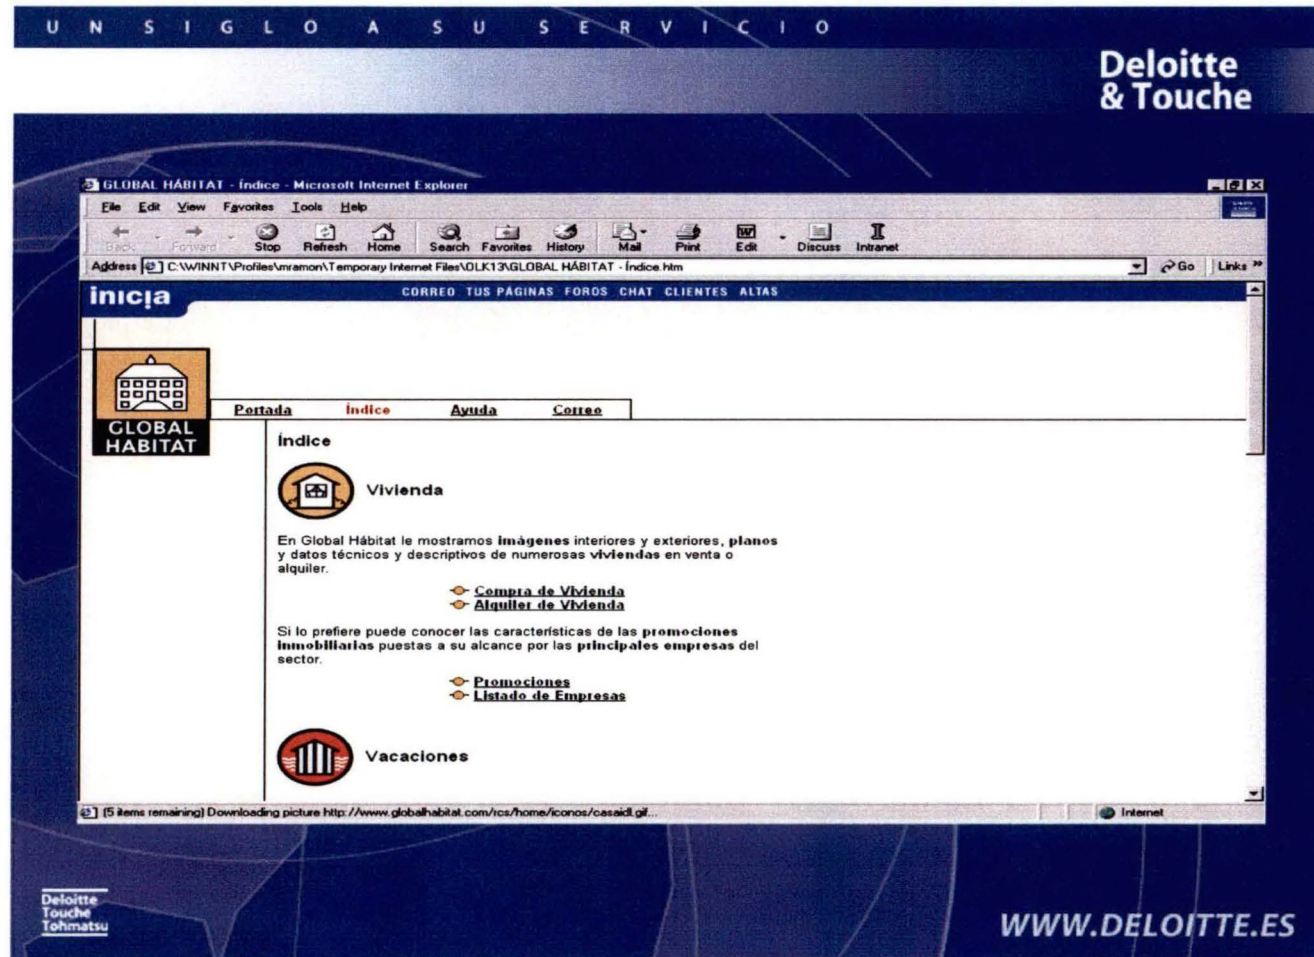 UN SIGLO A SU SERVICIO
Deloitte
& Touche
GLOBAL HÁBITAT - Índice - Microsoft Internet Explorer
File Edit View Favorites Tools Help
Back Forward Stop Refresh Home Search Favorites History Mail Print Edit Discuss Intranet
Address C:\WINNT\Profiles\mramon\Temporary Internet Files\OLK13\GLOBAL HÁBITAT - Índice.htm Go Links »
inicia CORREO TUS PÁGINAS FOROS CHAT CLIENTES ALTAS
Portada Índice Ayuda Correo
GLOBAL
HABITAT
Índice
Vivienda
En Global Hábitat le mostramos imágenes interiores y exteriores, planos
y datos técnicos y descriptivos de numerosas viviendas en venta o
alquiler.
Compra de Vivienda
Alquiler de Vivienda
Si lo prefiere puede conocer las características de las promociones
inmobiliarias puestas a su alcance por las principales empresas del
sector.
Promociones
Listado de Empresas
Vacaciones
(5 items remaining) Downloading picture http://www.globalhabitat.com/rcs/home/iconos/casaidl.gif... Internet
Deloitte
Touche
Tohmatsu
WWW.DELOITTE.ES